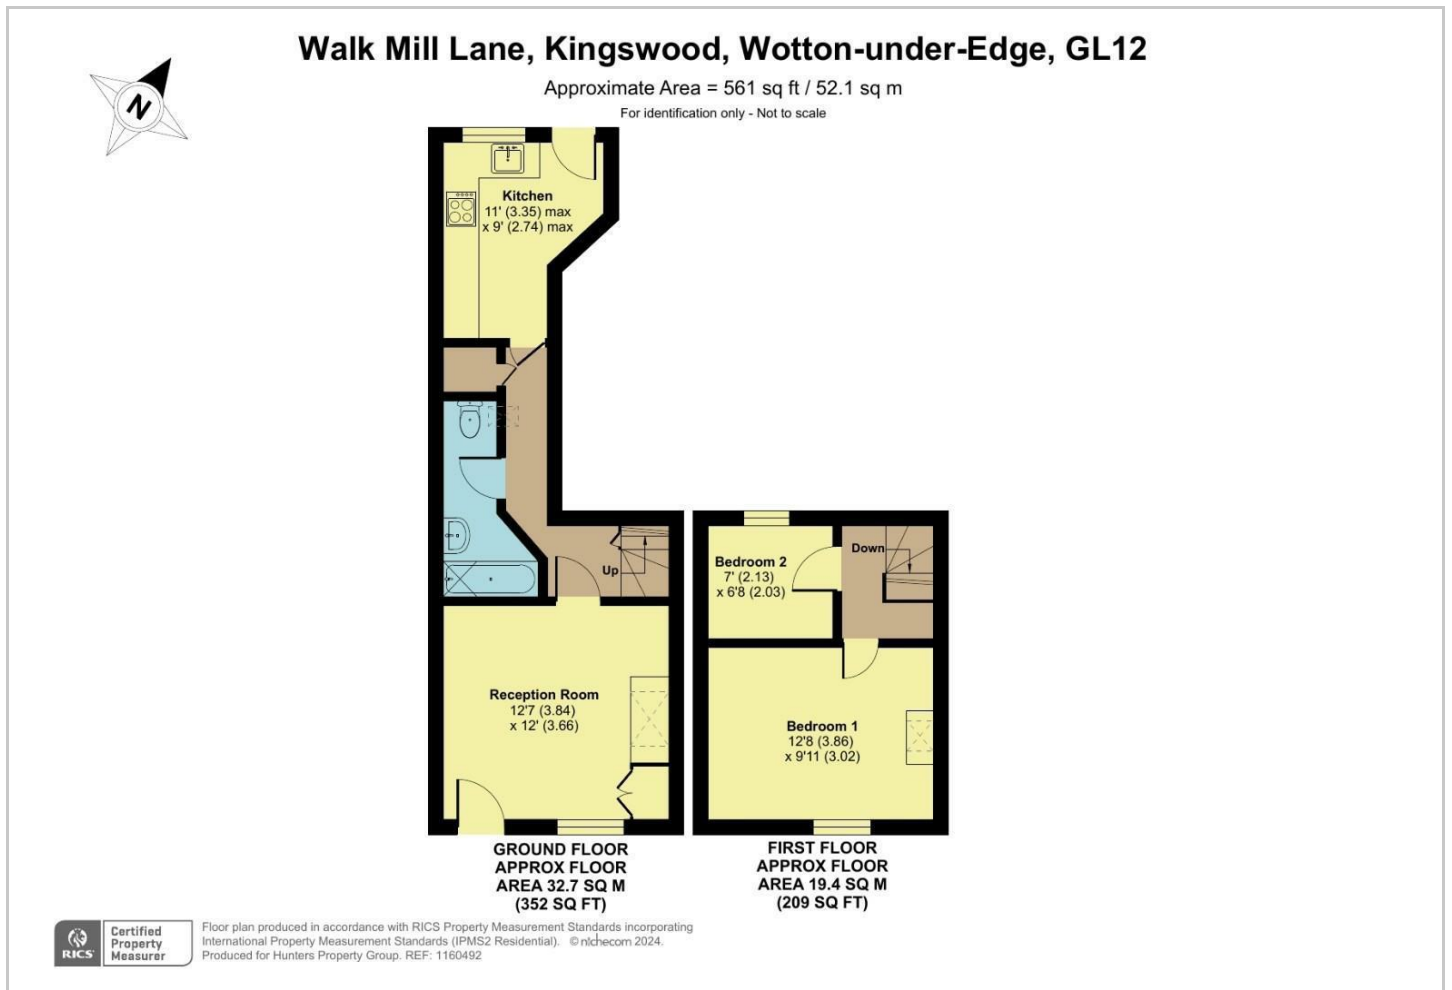 Walk Mill Lane, Kingswood, Wotton-under-Edge, GL12
Approximate Area = 561 sq ft / 52.1 sq m
For identification only - Not to scale
N
Kitchen
11' (3.35) max
x 9' (2.74) max
Up
Reception Room
12'7 (3.84)
x 12' (3.66)
GROUND FLOOR
APPROX FLOOR
AREA 32.7 SQ M
(352 SQ FT)
Bedroom 2
7' (2.13)
x 6'8 (2.03)
Down
Bedroom 1
12'8 (3.86)
x 9'11 (3.02)
FIRST FLOOR
APPROX FLOOR
AREA 19.4 SQ M
(209 SQ FT)
RICS
Certified
Property
Measurer
Floor plan produced in accordance with RICS Property Measurement Standards incorporating
International Property Measurement Standards (IPMS2 Residential). © nichecom 2024.
Produced for Hunters Property Group. REF: 1160492